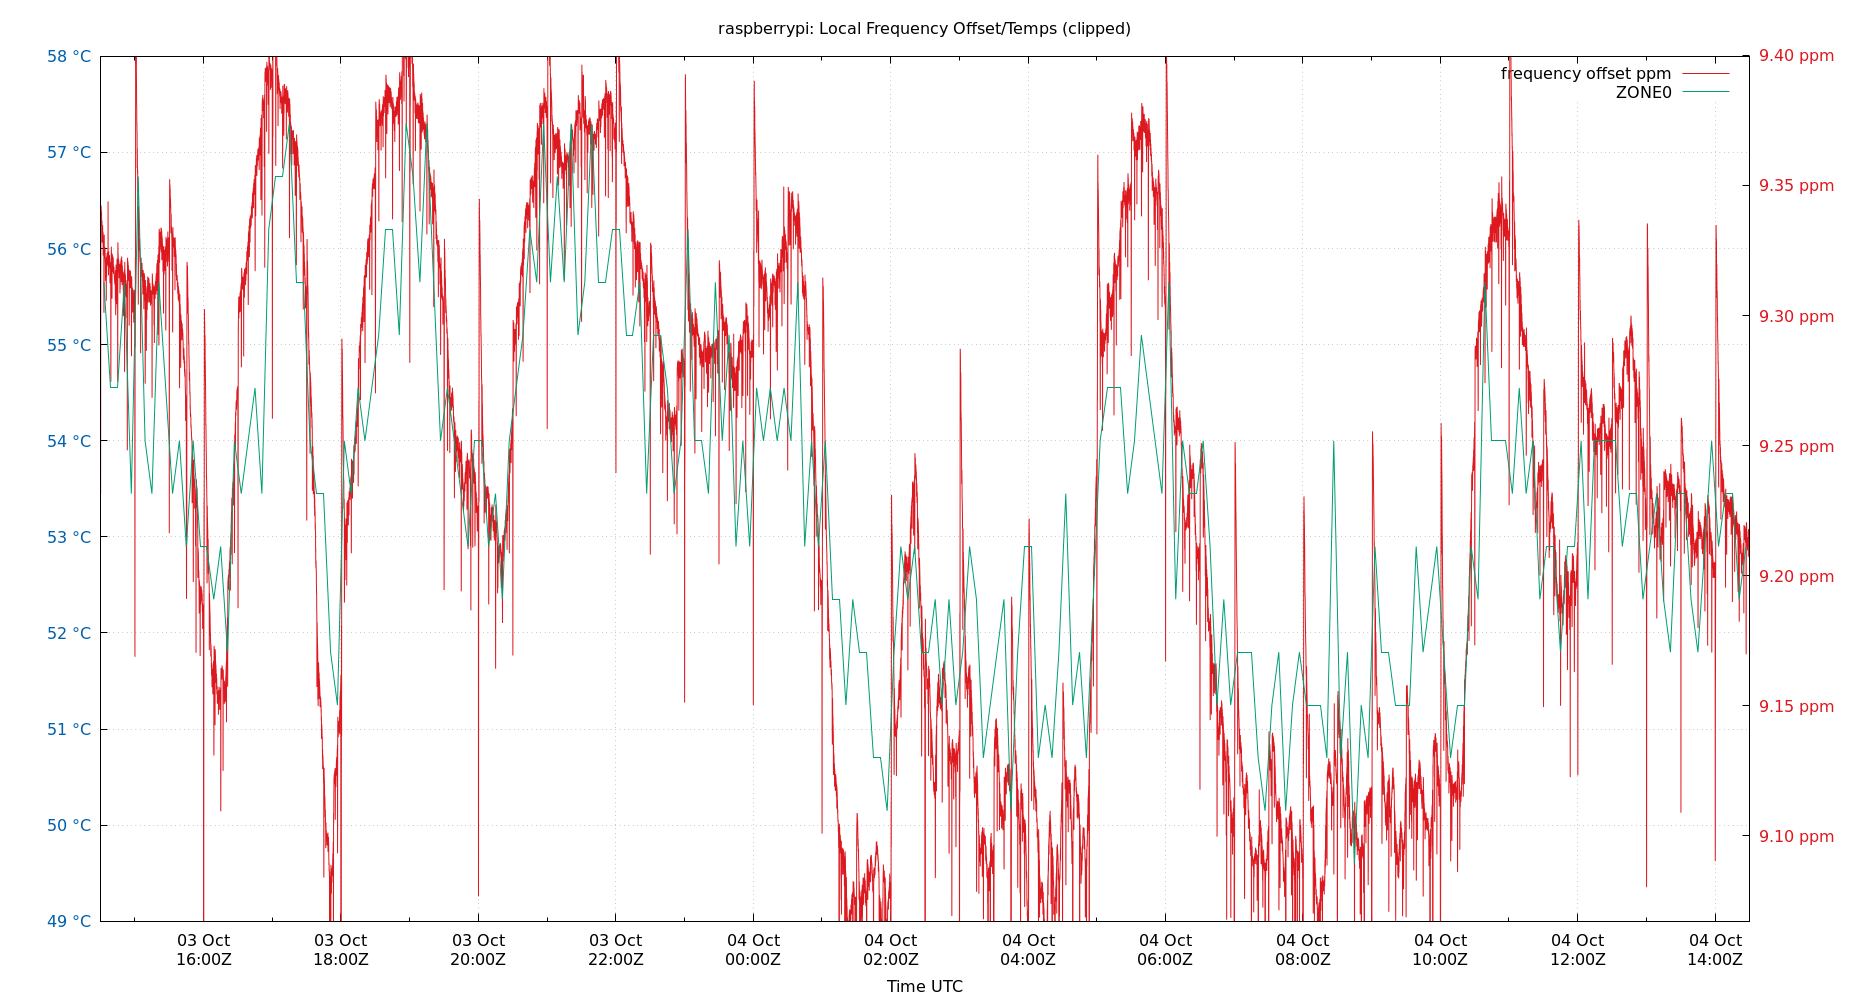 raspberrypi: Local Frequency Offset/Temps (clipped)
58 °C
57 °C
56 °C
55 °C
54 °C
53 °C
52 °C
51 °C
50 °C
49 °C
9.40 ppm
9.35 ppm
9.30 ppm
9.25 ppm
9.20 ppm
9.15 ppm
9.10 ppm
frequency offset ppm
ZONE0
03 Oct 03 Oct 03 Oct 03 Oct 04 Oct 04 Oct 04 Oct 04 Oct 04 Oct 04 Oct 04 Oct 04 Oct
16:00Z 18:00Z 20:00Z 22:00Z 00:00Z 02:00Z 04:00Z 06:00Z 08:00Z 10:00Z 12:00Z 14:00Z
Time UTC